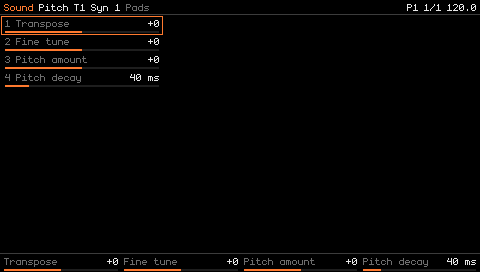 Sound Pitch T1 Syn 1 Pads P1 1/1 120.0
1 Transpose +0
2 Fine tune +0
3 Pitch amount +0
4 Pitch decay 40 ms
Transpose +0 Fine tune +0 Pitch amount +0 Pitch decay 40 ms